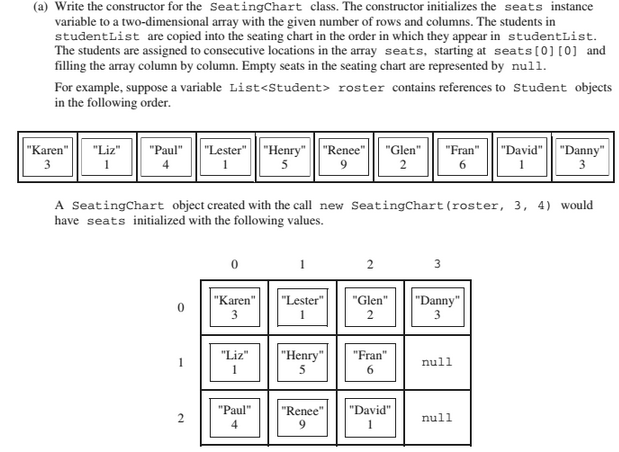 (a) Write the constructor for the SeatingChart class. The constructor initializes the seats instance
variable to a two-dimensional array with the given number of rows and columns. The students in
studentList are copied into the seating chart in the order in which they appear in studentList.
The students are assigned to consecutive locations in the array seats, starting at seats[0][0] and
filling the array column by column. Empty seats in the seating chart are represented by null.
For example, suppose a variable List<Student> roster contains references to Student objects
in the following order.
"Karen" "Liz" "Paul" "Lester" "Henry" "Renee" "Glen" "Fran" "David" "Danny"
3 1 4 1 5 9 2 6 1 3
A SeatingChart object created with the call new SeatingChart(roster, 3, 4) would
have seats initialized with the following values.
0 1 2 3
"Karen" "Lester" "Glen" "Danny"
0
3 1 2 3
"Liz" "Henry" "Fran"
1 null
1 5 6
"Paul" "Renee" "David"
2 null
4 9 1